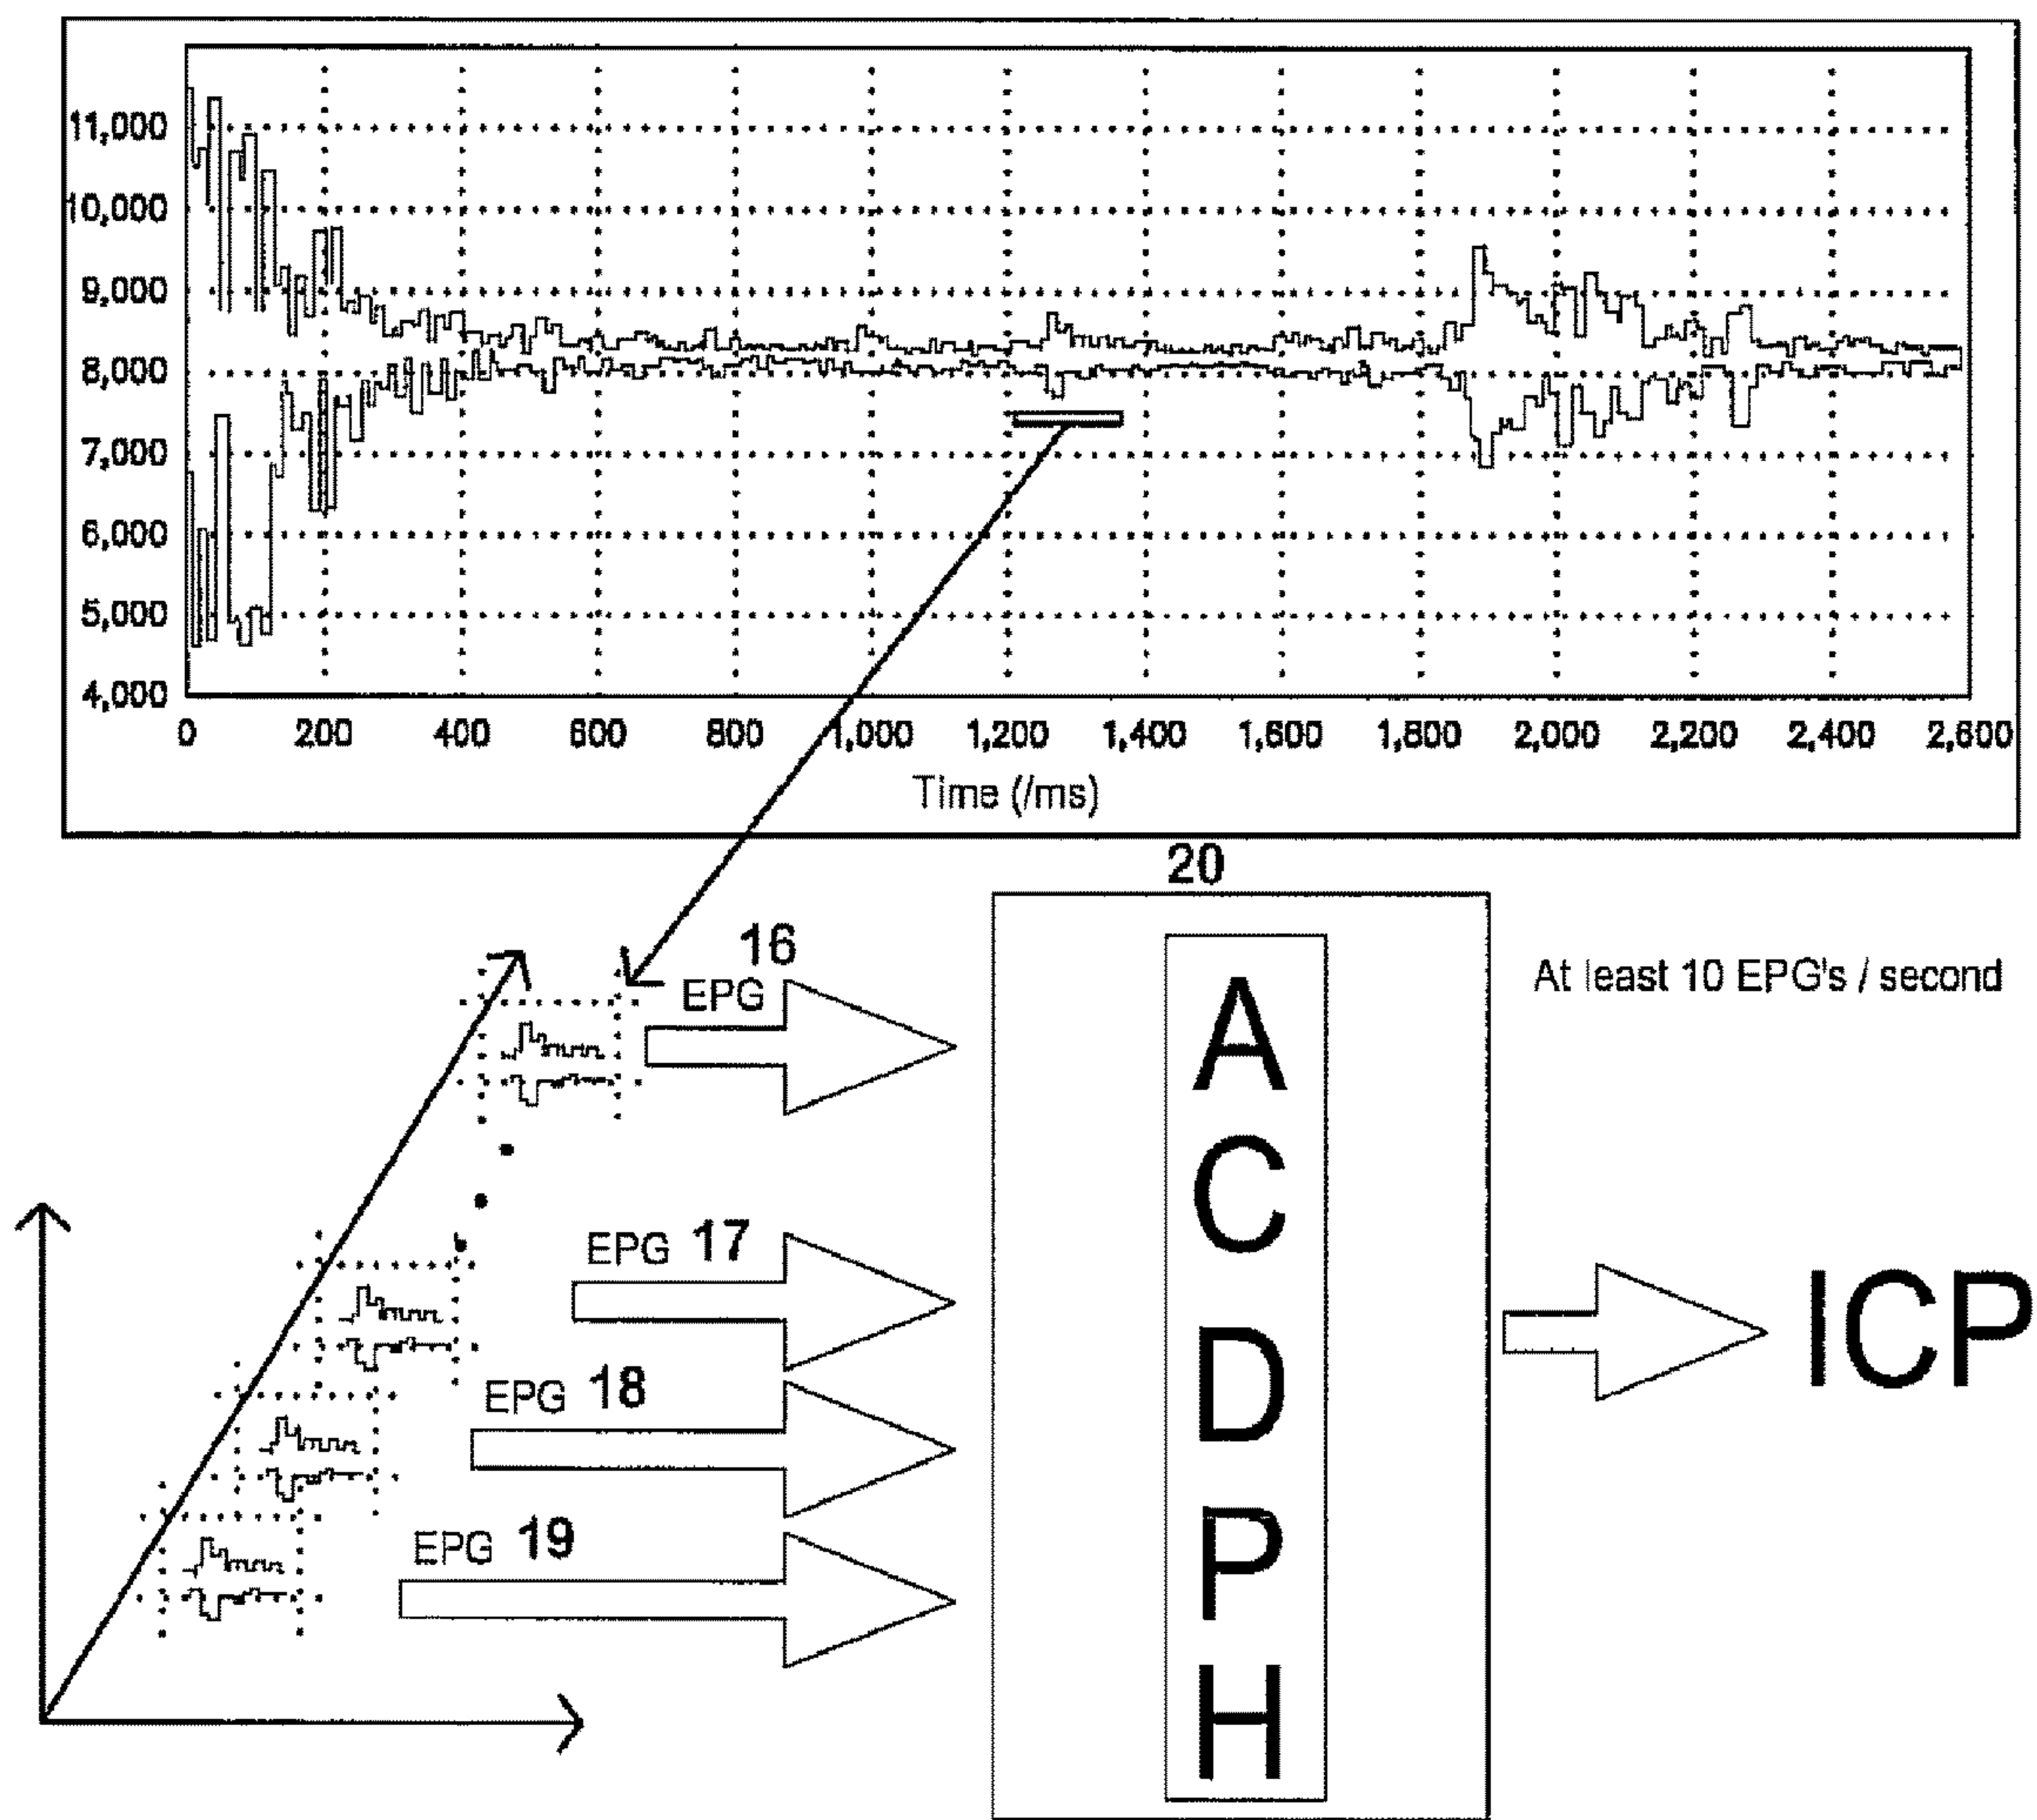 11,000
10,000
9,000
8,000
7,000
6,000
5,000
4,000
0 200 400 600 800 1,000 1,200 1,400 1,600 1,800 2,000 2,200 2,400 2,600
Time (/ms)
20
16
EPG
At least 10 EPG's / second
EPG 17
EPG 18
EPG 19
A
C
D
P
H
ICP